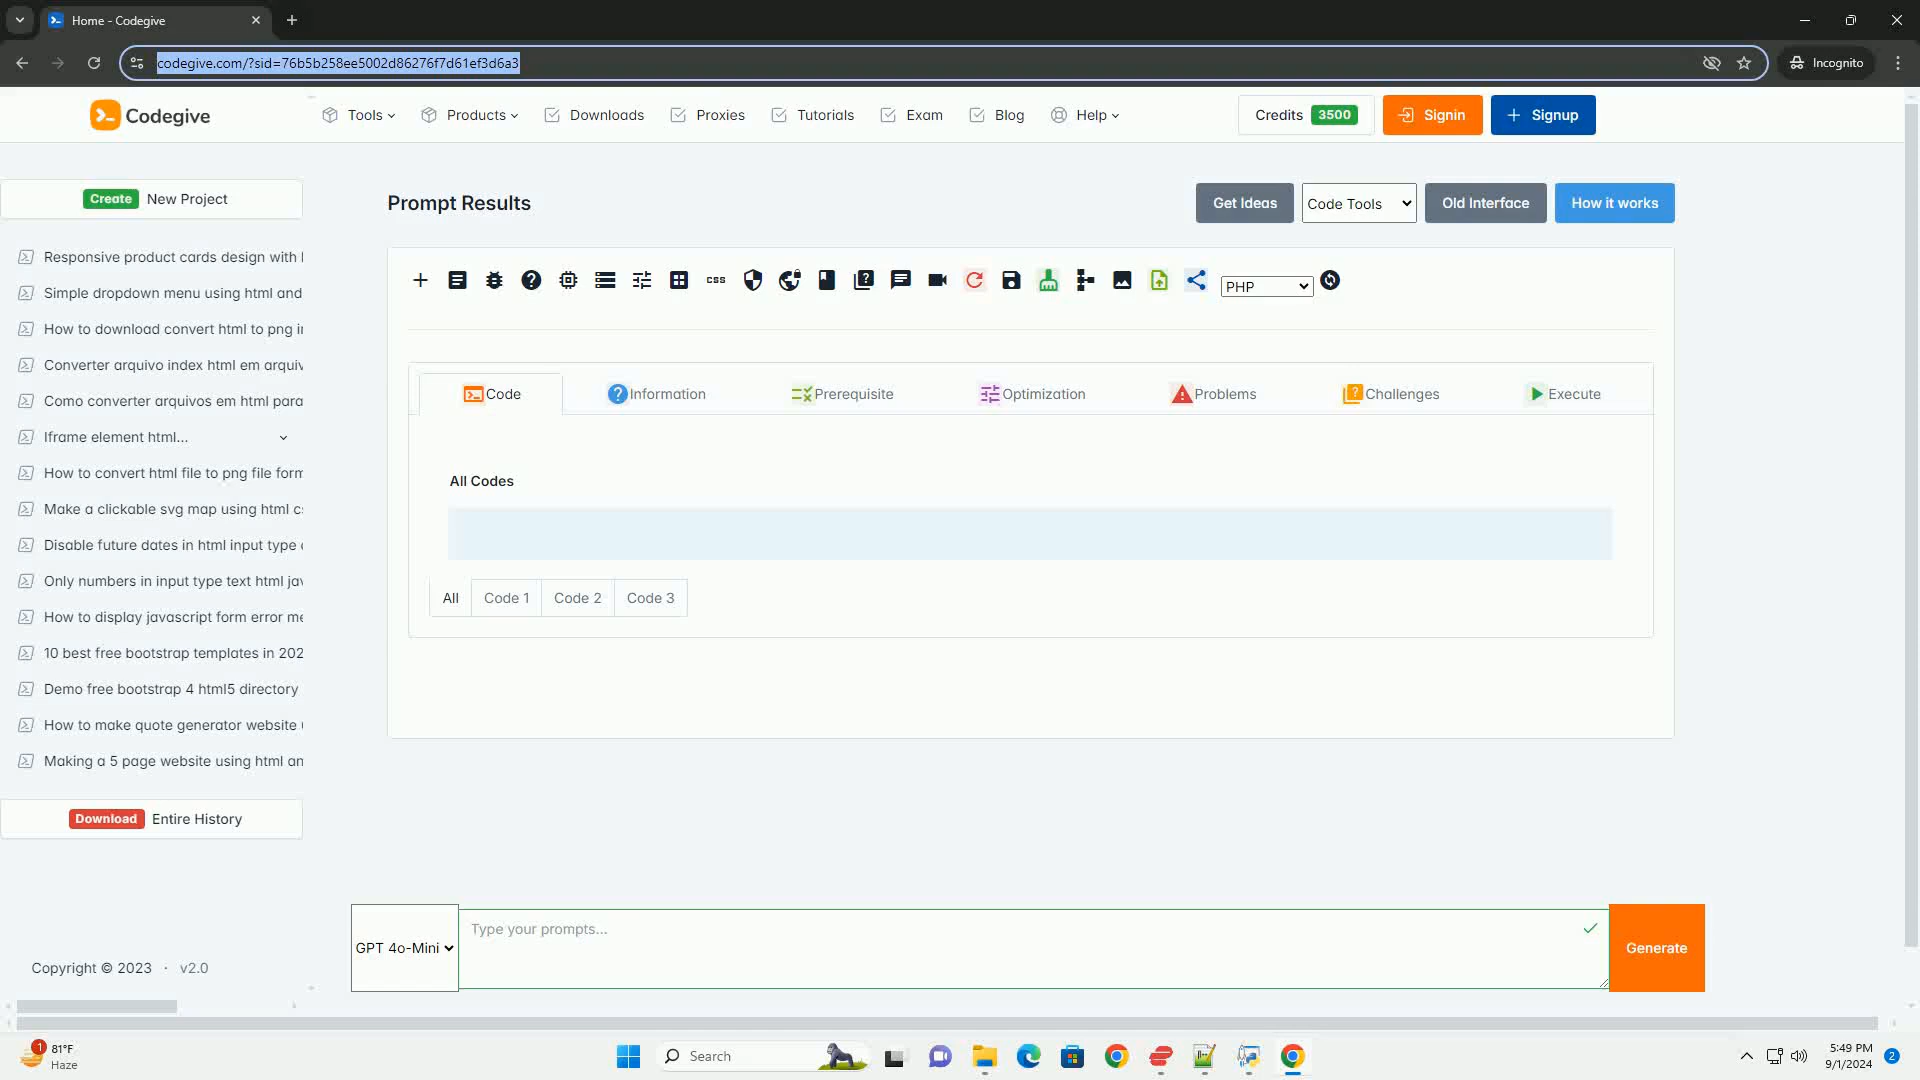 Home - Codegive
codegive.com/?sid=76b5b258ee5002d86276f7d61ef3d6a3
Incognito
Codegive
Tools
Products
Downloads
Proxies
Tutorials
Exam
Blog
Help
Credits 3500
Signin
Signup
Create New Project
Prompt Results
Get Ideas
Code Tools
Old Interface
How it works
Responsive product cards design with
Simple dropdown menu using html and
How to download convert html to png
Converter arquivo index html em arquiv
Como converter arquivos em html para
Iframe element html...
How to convert html file to png file form
Make a clickable svg map using html
Disable future dates in html input type
Only numbers in input type text html jav
How to display javascript form error me
10 best free bootstrap templates in 202
Demo free bootstrap 4 html5 directory
How to make quote generator website
Making a 5 page website using html an
Download Entire History
css
PHP
Code
Information
Prerequisite
Optimization
Problems
Challenges
Execute
All Codes
All
Code 1
Code 2
Code 3
GPT 4o-Mini
Type your prompts...
Generate
Copyright © 2023 · v2.0
1
81°F
Haze
Search
5:49 PM
9/1/2024
2